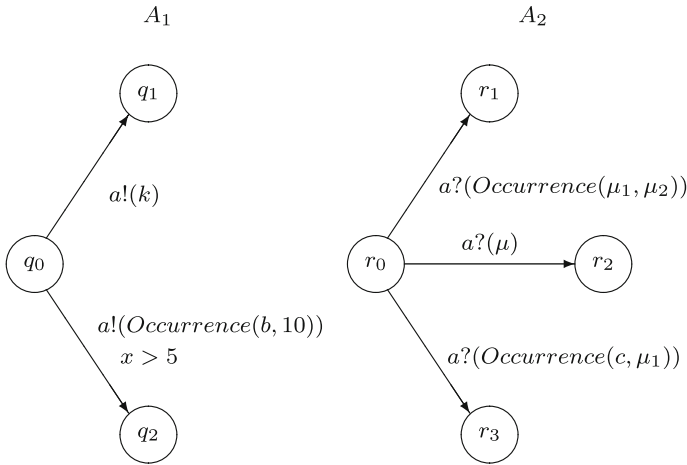 A₁
A₂
q₁
r₁
a!(k)
a?(Occurrence(μ₁, μ₂))
a?(μ)
q₀
r₀
r₂
a!(Occurrence(b, 10))
x > 5
a?(Occurrence(c, μ₁))
q₂
r₃